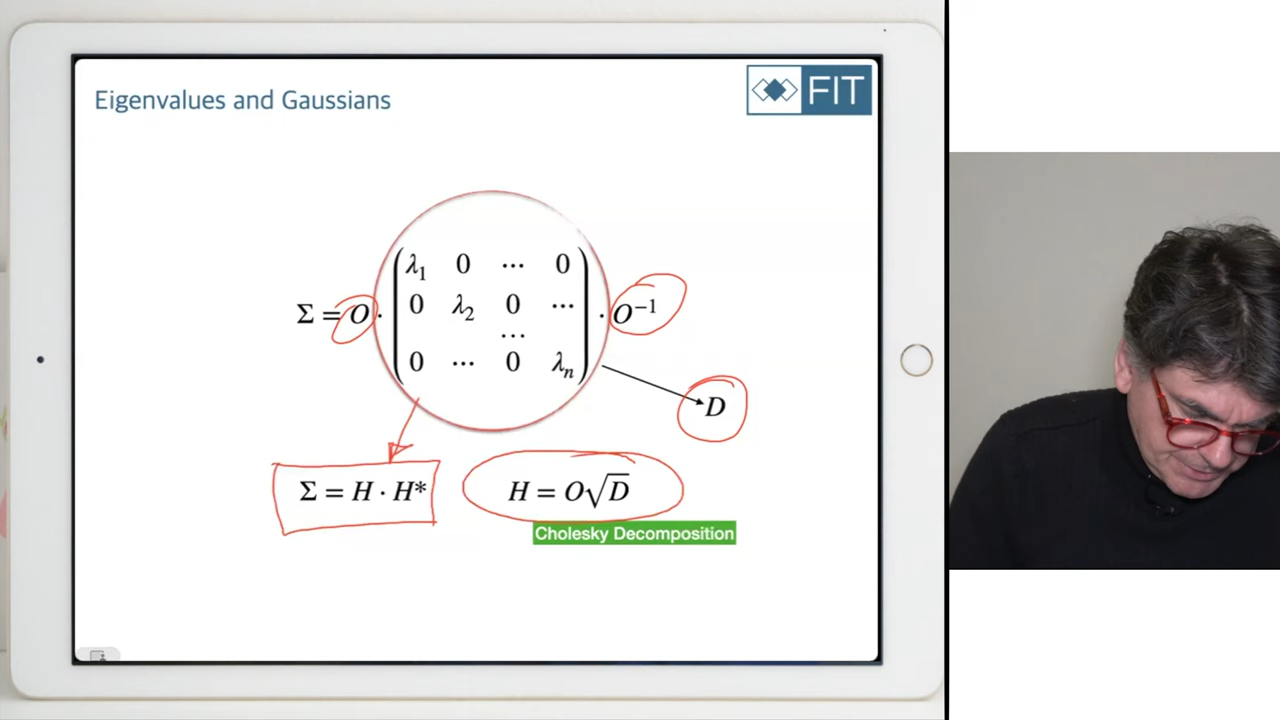 Eigenvalues and Gaussians
FIT
Σ = O · ( λ₁ 0 ⋯ 0
0 λ₂ 0 ⋯
⋯
0 ⋯ 0 λₙ ) · O⁻¹
D
Σ = H · H* H = O√D
Cholesky Decomposition